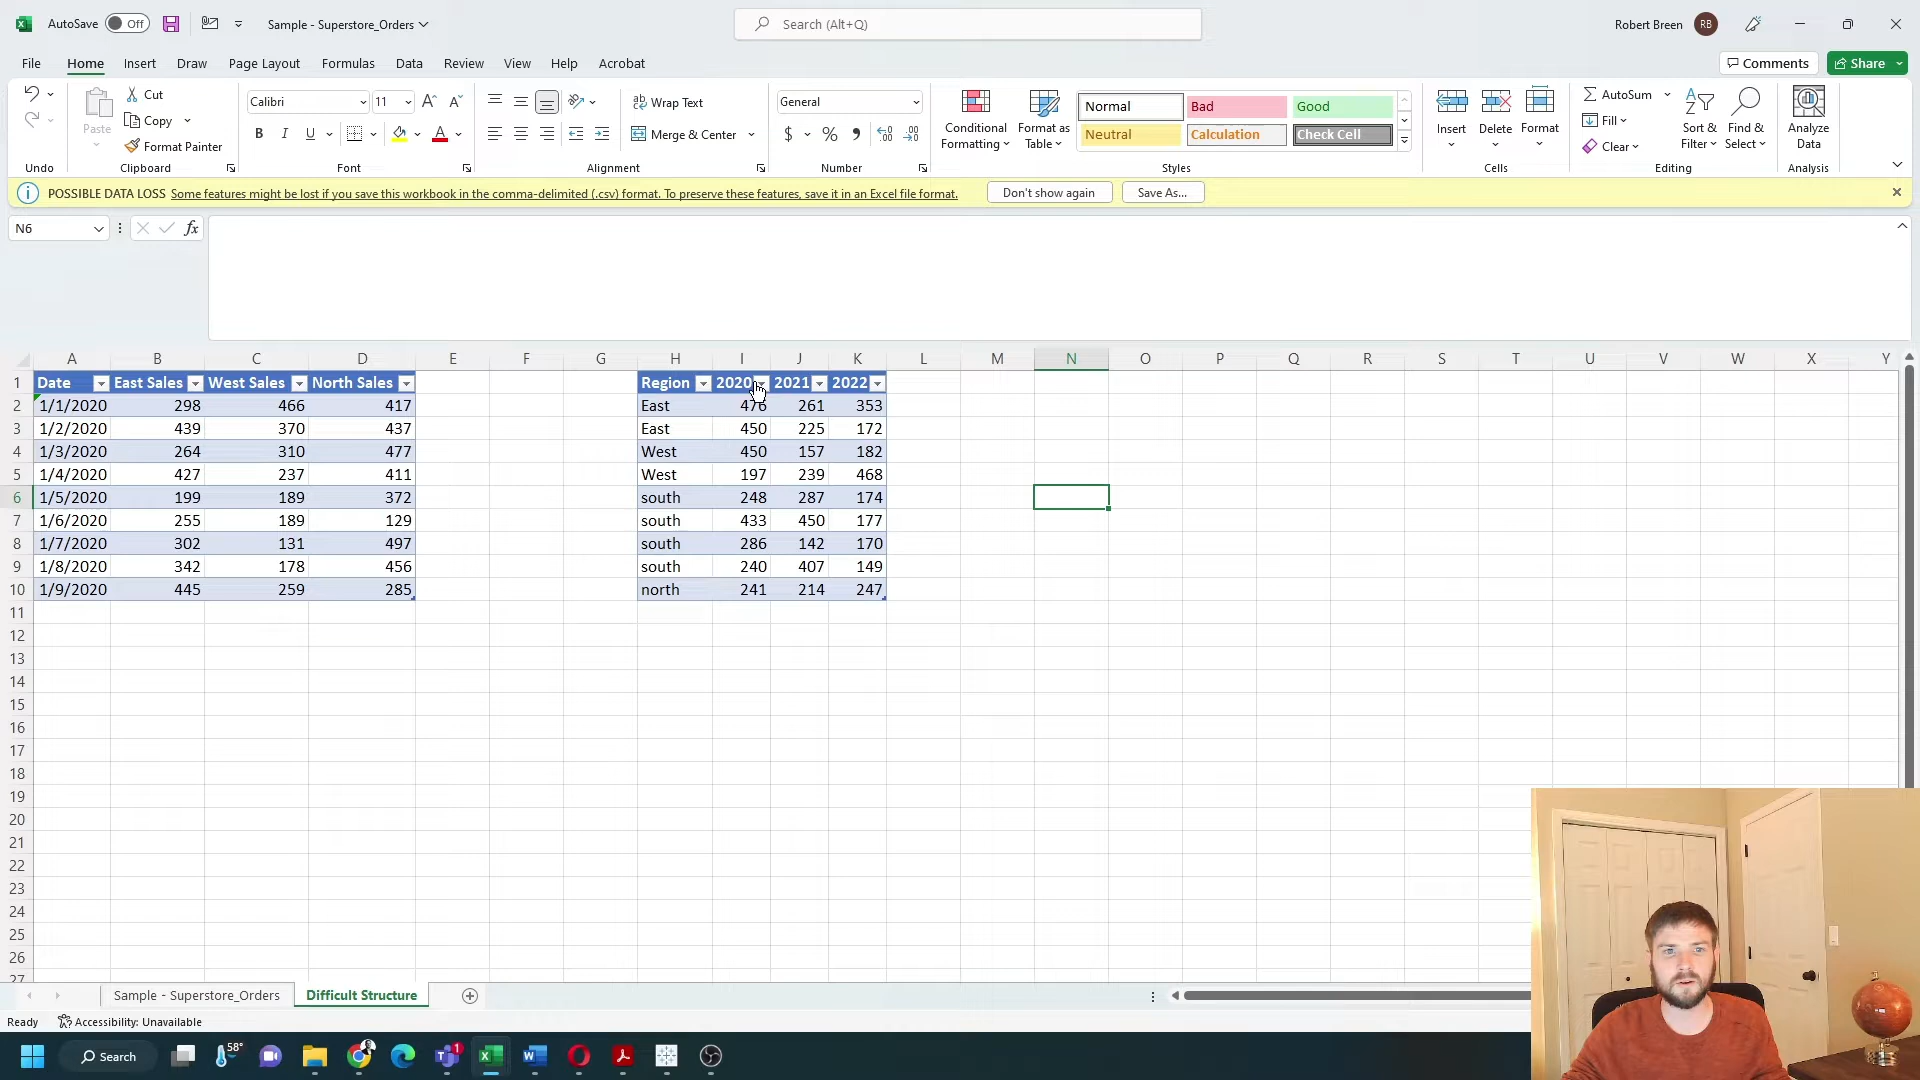 AutoSave Off Sample - Superstore_Orders Search (Alt+Q) Robert Breen RB
File Home Insert Draw Page Layout Formulas Data Review View Help Acrobat Comments Share
Paste Cut Copy Format Painter
Calibri 11 B I U A
Wrap Text Merge & Center
General $ % ,
Conditional Formatting Format as Table
Normal Bad Good
Neutral Calculation Check Cell
Insert Delete Format
AutoSum Fill Clear Sort & Filter Find & Select
Analyze Data
Undo Clipboard Font Alignment Number Styles Cells Editing Analysis
POSSIBLE DATA LOSS Some features might be lost if you save this workbook in the comma-delimited (.csv) format. To preserve these features, save it in an Excel file format. Don't show again Save As...
N6 fx
A B C D E F G H I J K L M N O P Q R S T U V W X Y
1 Date East Sales West Sales North Sales Region 2020 2021 2022
2 1/1/2020 298 466 417 East 476 261 353
3 1/2/2020 439 370 437 East 450 225 172
4 1/3/2020 264 310 477 West 450 157 182
5 1/4/2020 427 237 411 West 197 239 468
6 1/5/2020 199 189 372 south 248 287 174
7 1/6/2020 255 189 129 south 433 450 177
8 1/7/2020 302 131 497 south 286 142 170
9 1/8/2020 342 178 456 south 240 407 149
10 1/9/2020 445 259 285 north 241 214 247
11
12
13
14
15
16
17
18
19
20
21
22
23
24
25
26
27
Sample - Superstore_Orders Difficult Structure
Ready Accessibility: Unavailable
Search 58° 1